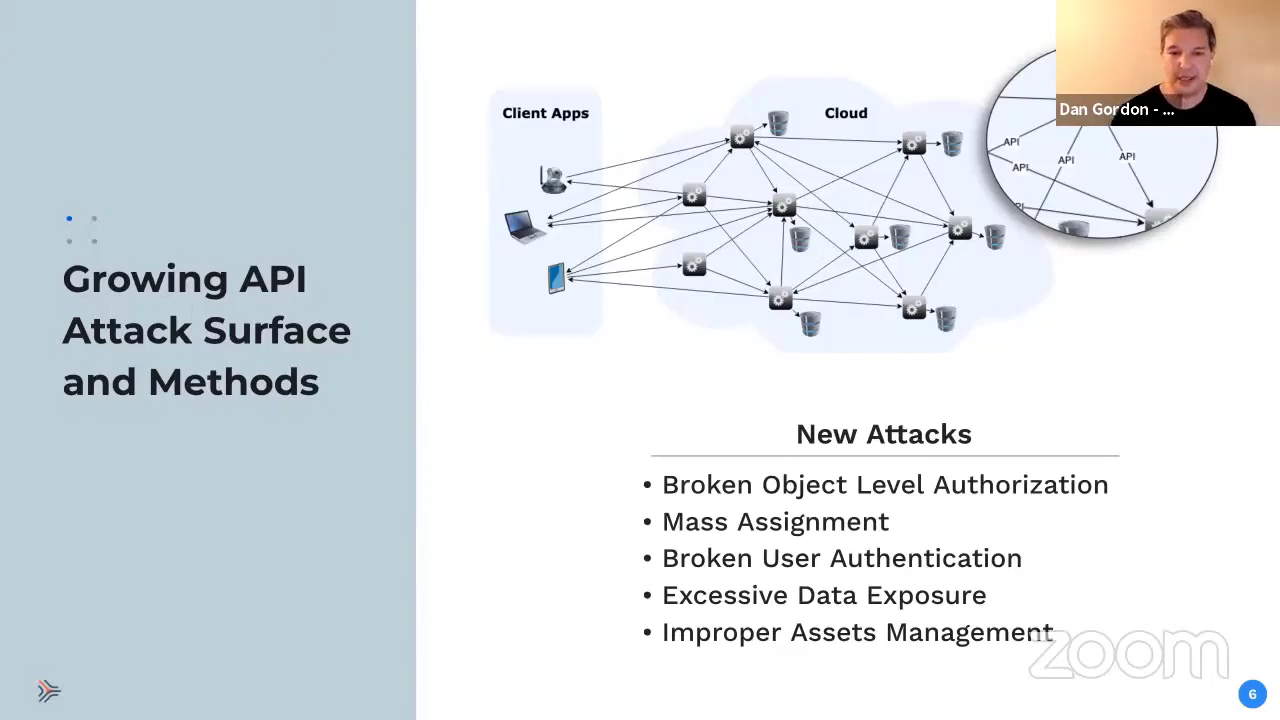 Growing API
Attack Surface
and Methods
Client Apps
Cloud
API
API
API
API
Dan Gordon - ...
New Attacks
• Broken Object Level Authorization
• Mass Assignment
• Broken User Authentication
• Excessive Data Exposure
• Improper Assets Management
zoom
6